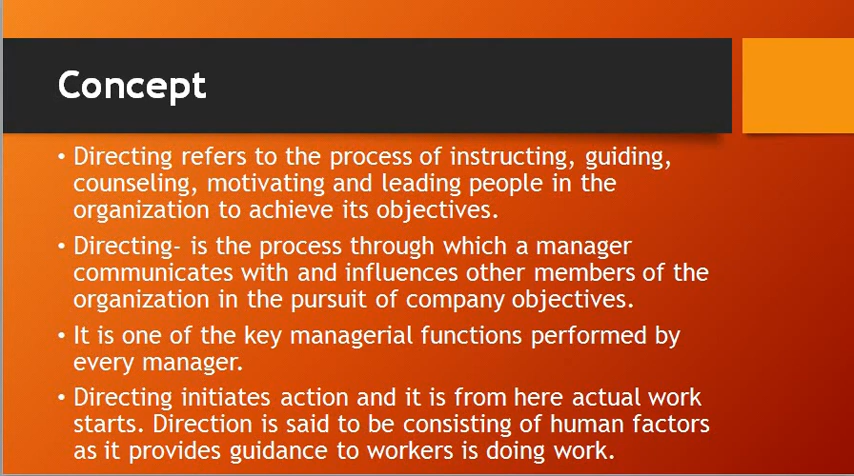 Concept
• Directing refers to the process of instructing, guiding,
counseling, motivating and leading people in the
organization to achieve its objectives.
• Directing- is the process through which a manager
communicates with and influences other members of the
organization in the pursuit of company objectives.
• It is one of the key managerial functions performed by
every manager.
• Directing initiates action and it is from here actual work
starts. Direction is said to be consisting of human factors
as it provides guidance to workers is doing work.